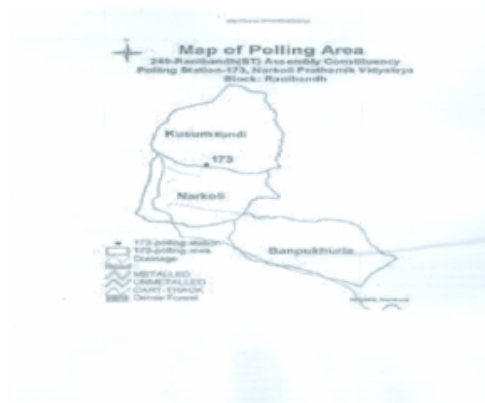 Map of Polling Area
249-Ranibandh(ST) Assembly Constituency
Polling Station-173, Narkoli Prathamik Vidyalaya
Block: Ranibandh
Kusumkundi
173
Narkoli
Banpukhuria
173-polling station
173-polling area
Drainage
Road
METALLED
UNMETALLED
CART-TRACK
Dense Forest